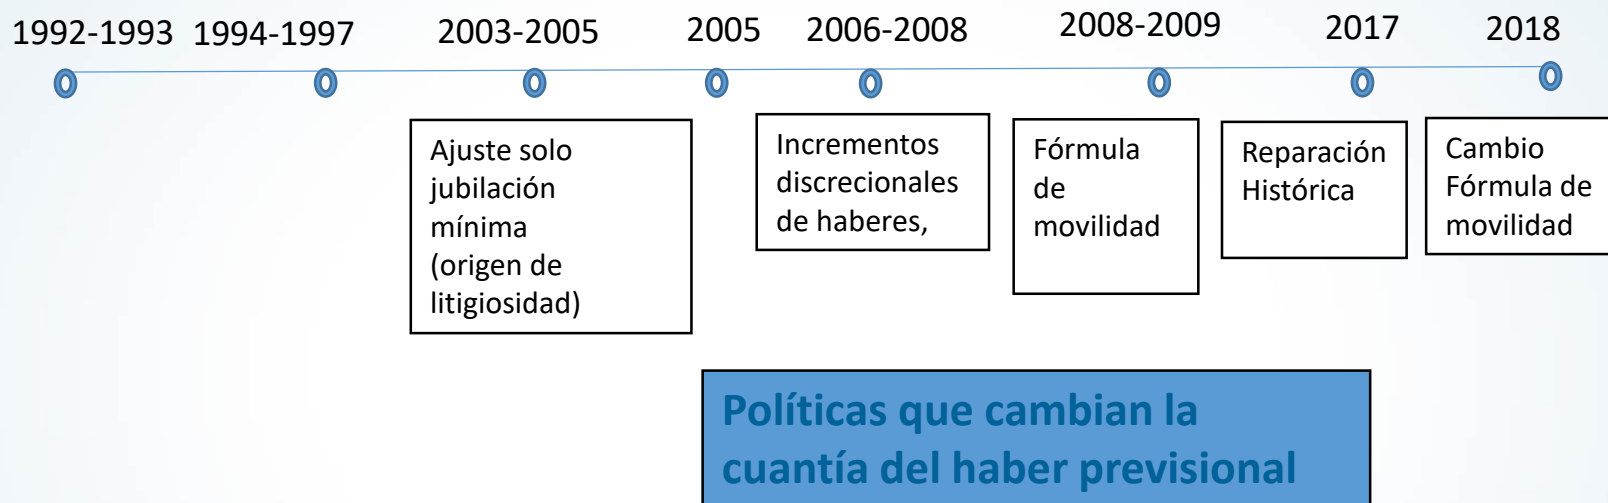 1992-1993 1994-1997 2003-2005 2005 2006-2008 2008-2009 2017 2018
Ajuste solo
jubilación
mínima
(origen de
litigiosidad)
Incrementos
discrecionales
de haberes,
Fórmula
de
movilidad
Reparación
Histórica
Cambio
Fórmula de
movilidad
Políticas que cambian la
cuantía del haber previsional